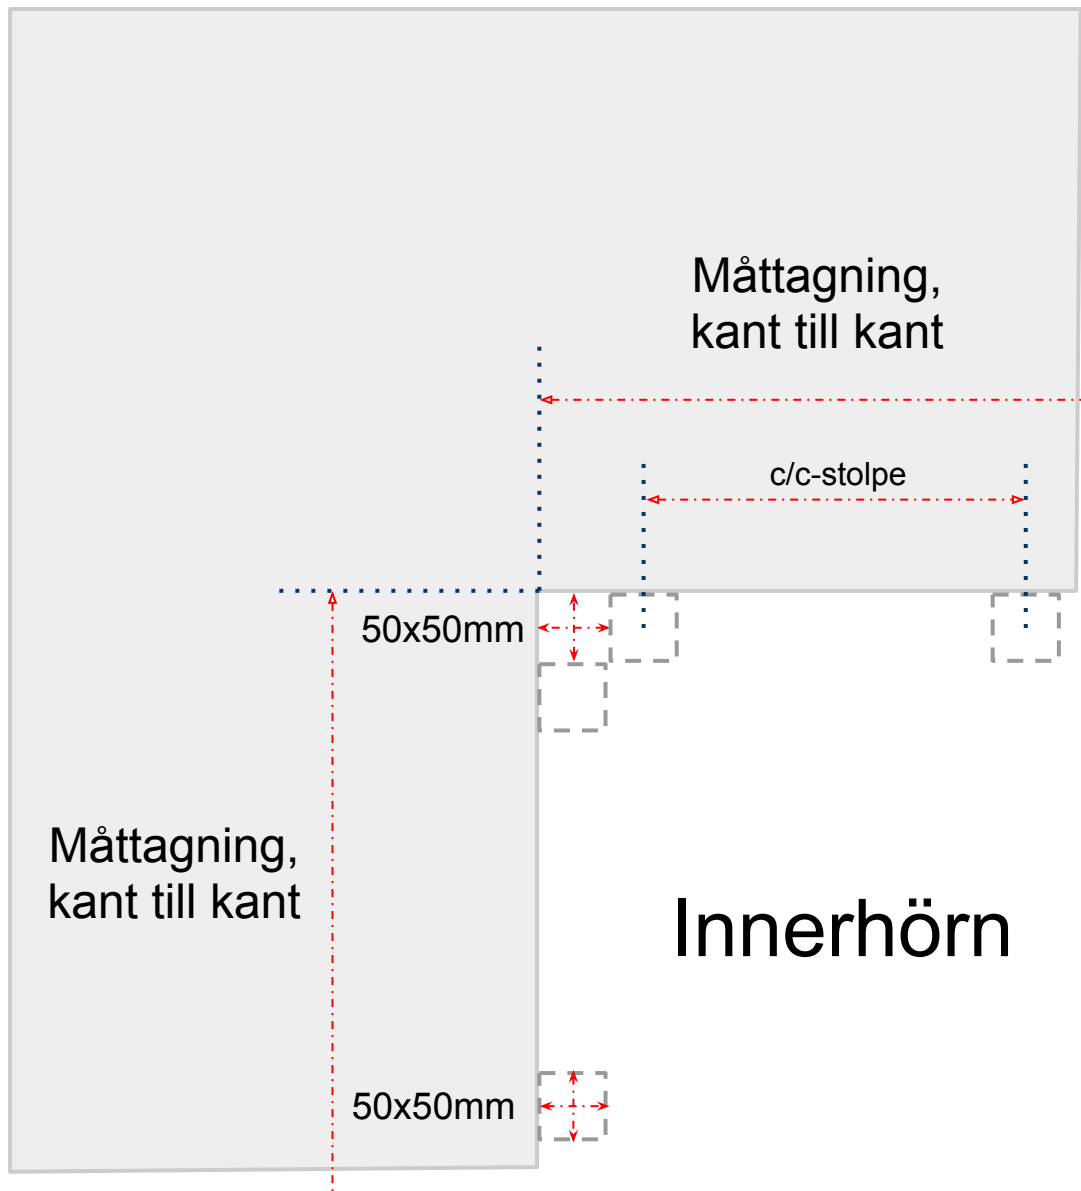 Måttagning,
kant till kant
c/c-stolpe
50x50mm
Måttagning,
kant till kant
Innerhörn
50x50mm